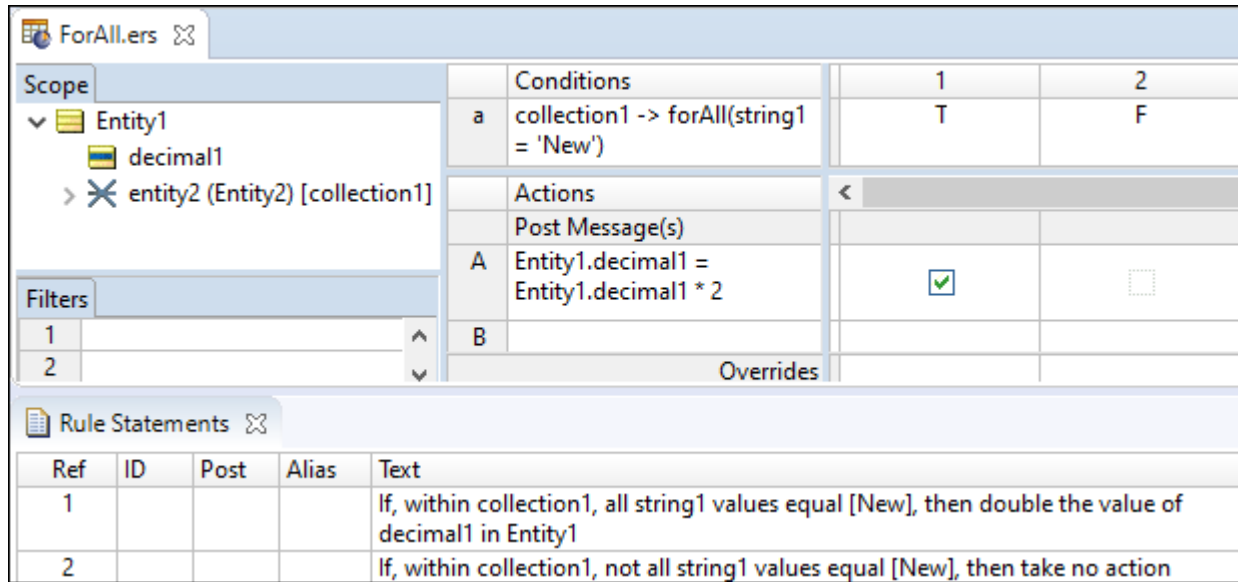 ForAll.ers
Scope
Entity1
decimal1
entity2 (Entity2) [collection1]
Filters
1
2
Conditions 1 2
a collection1 -> forAll(string1 T F
= 'New')
Actions
Post Message(s)
A Entity1.decimal1 =
Entity1.decimal1 * 2
B
Overrides
Rule Statements
Ref ID Post Alias Text
1 If, within collection1, all string1 values equal [New], then double the value of
decimal1 in Entity1
2 If, within collection1, not all string1 values equal [New], then take no action